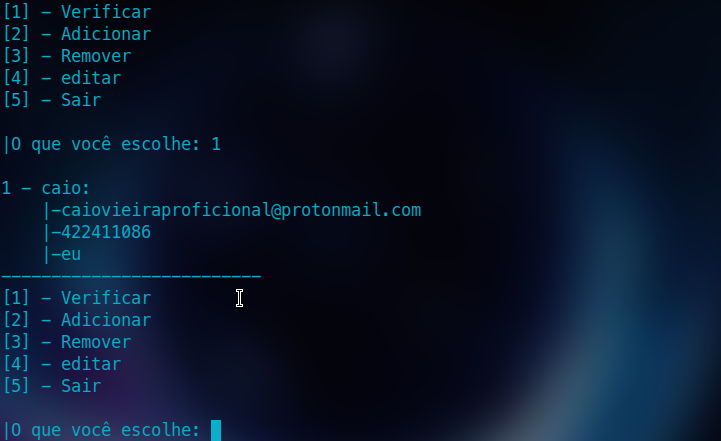 [1] - Verificar
[2] - Adicionar
[3] - Remover
[4] - editar
[5] - Sair
|O que você escolhe: 1
1 - caio:
|-caiovieiraproficional@protonmail.com
|-422411086
|-eu
--------------------------
[1] - Verificar
[2] - Adicionar
[3] - Remover
[4] - editar
[5] - Sair
|O que você escolhe: